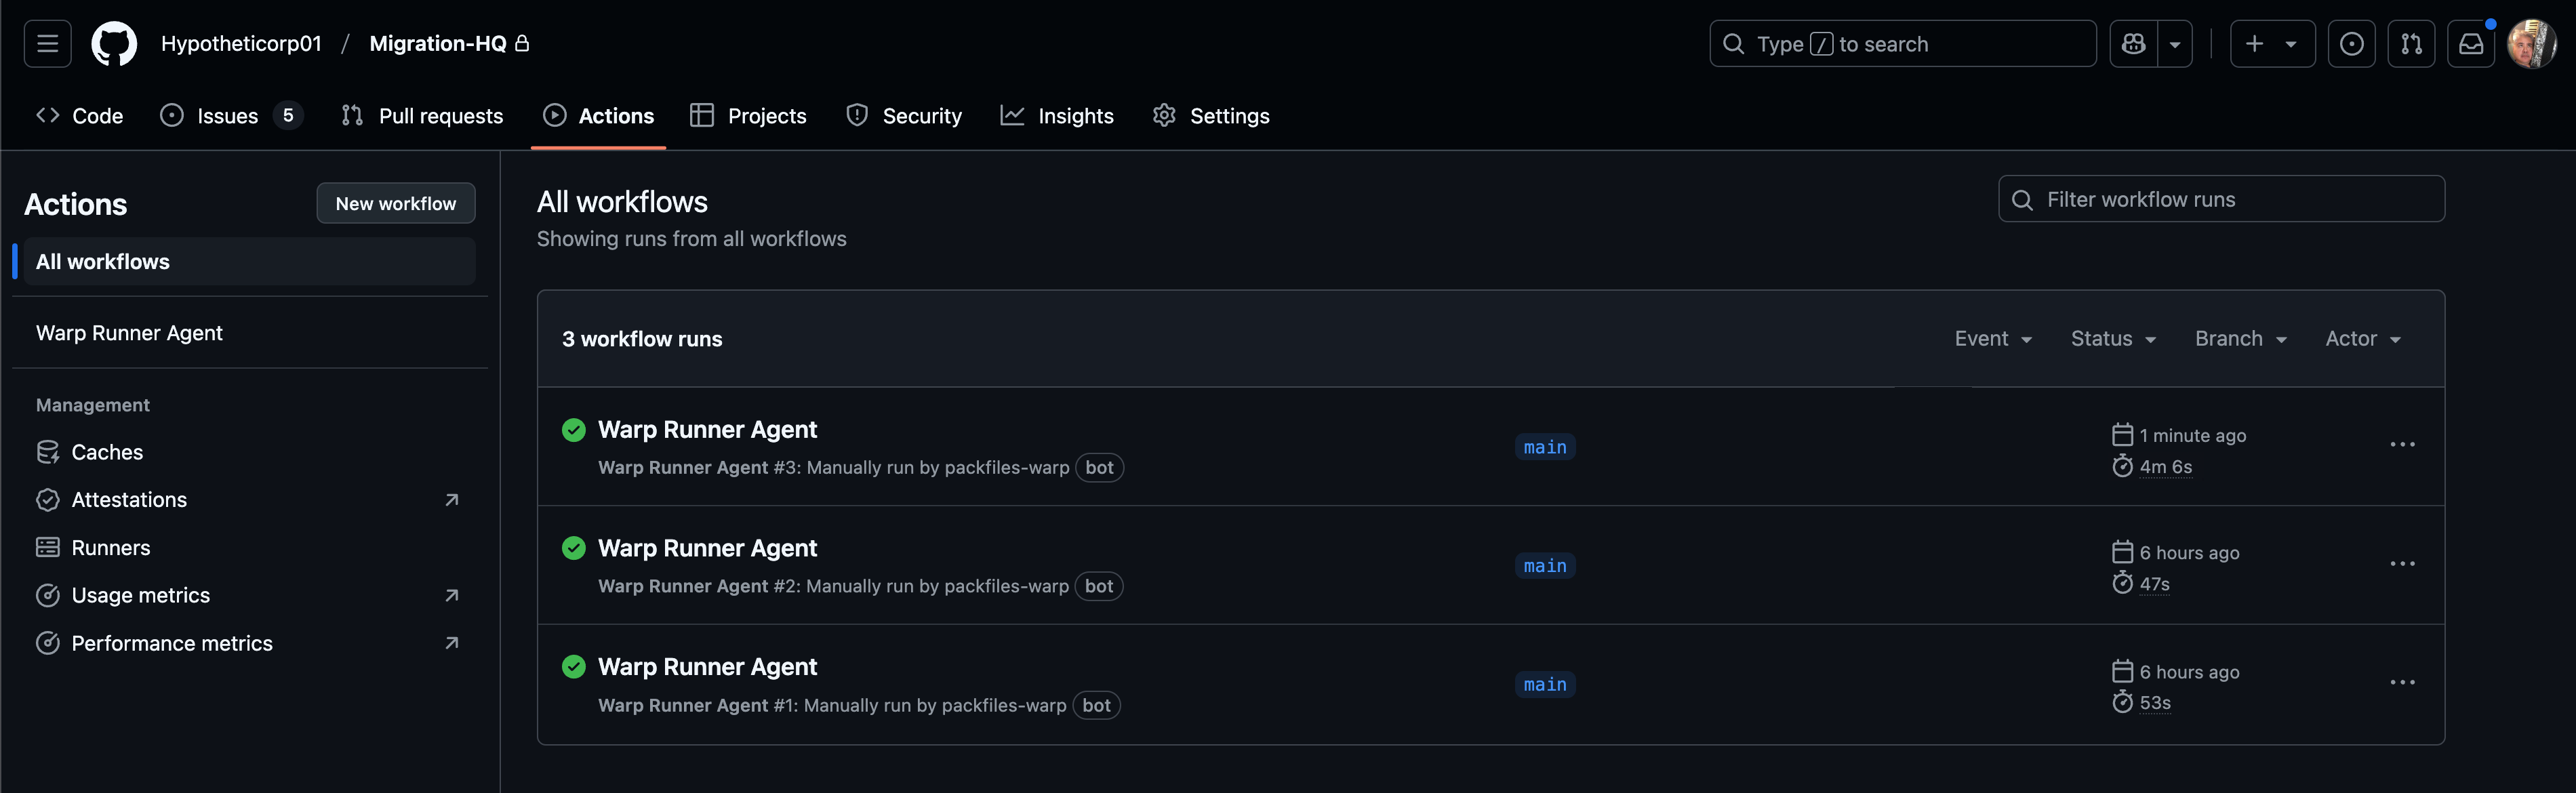 Hypotheticorp01 / Migration-HQ
Type / to search
Code
Issues 5
Pull requests
Actions
Projects
Security
Insights
Settings
Actions
New workflow
All workflows
Warp Runner Agent
Management
Caches
Attestations
Runners
Usage metrics
Performance metrics
All workflows
Showing runs from all workflows
Filter workflow runs
3 workflow runs
Event
Status
Branch
Actor
Warp Runner Agent
Warp Runner Agent #3: Manually run by packfiles-warp bot
main
1 minute ago
4m 6s
Warp Runner Agent
Warp Runner Agent #2: Manually run by packfiles-warp bot
main
6 hours ago
47s
Warp Runner Agent
Warp Runner Agent #1: Manually run by packfiles-warp bot
main
6 hours ago
53s